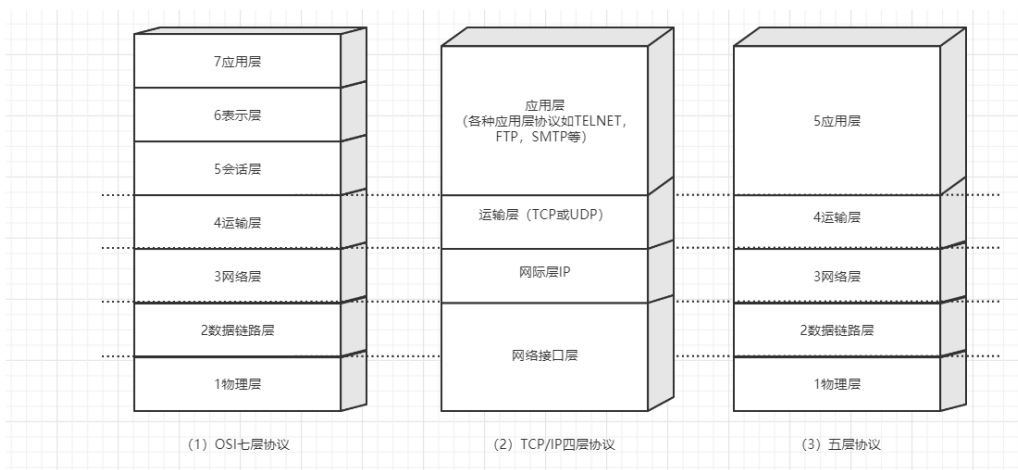 7应用层
6表示层
5会话层
4运输层
3网络层
2数据链路层
1物理层
（1）OSI七层协议
应用层
（各种应用层协议如TELNET，
FTP，SMTP等）
运输层（TCP或UDP）
网际层IP
网络接口层
（2）TCP/IP四层协议
5应用层
4运输层
3网络层
2数据链路层
1物理层
（3）五层协议